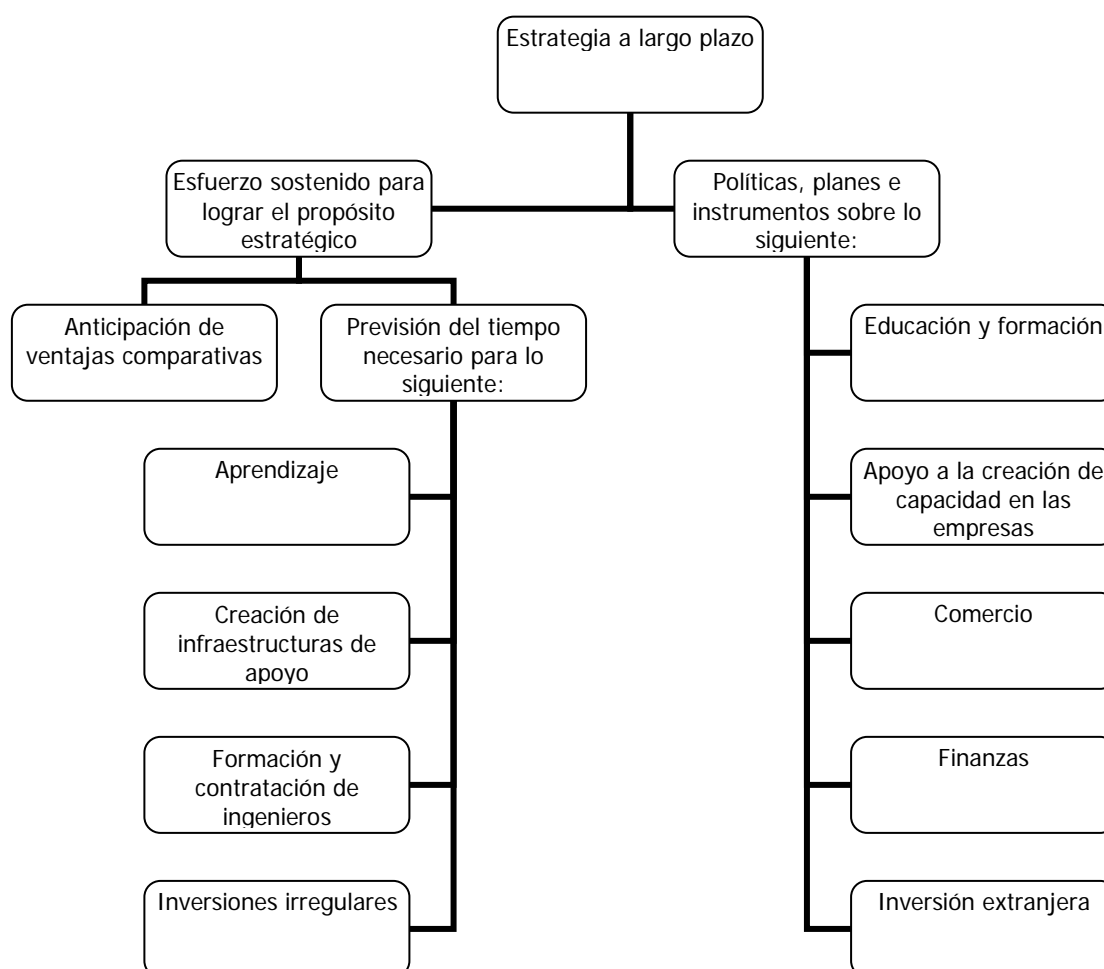 Estrategia a largo plazo
Esfuerzo sostenido para
lograr el propósito
estratégico
Políticas, planes e
instrumentos sobre lo
siguiente:
Anticipación de
ventajas comparativas
Previsión del tiempo
necesario para lo
siguiente:
Educación y formación
Aprendizaje
Apoyo a la creación de
capacidad en las
empresas
Creación de
infraestructuras de
apoyo
Comercio
Formación y
contratación de
ingenieros
Finanzas
Inversiones irregulares
Inversión extranjera